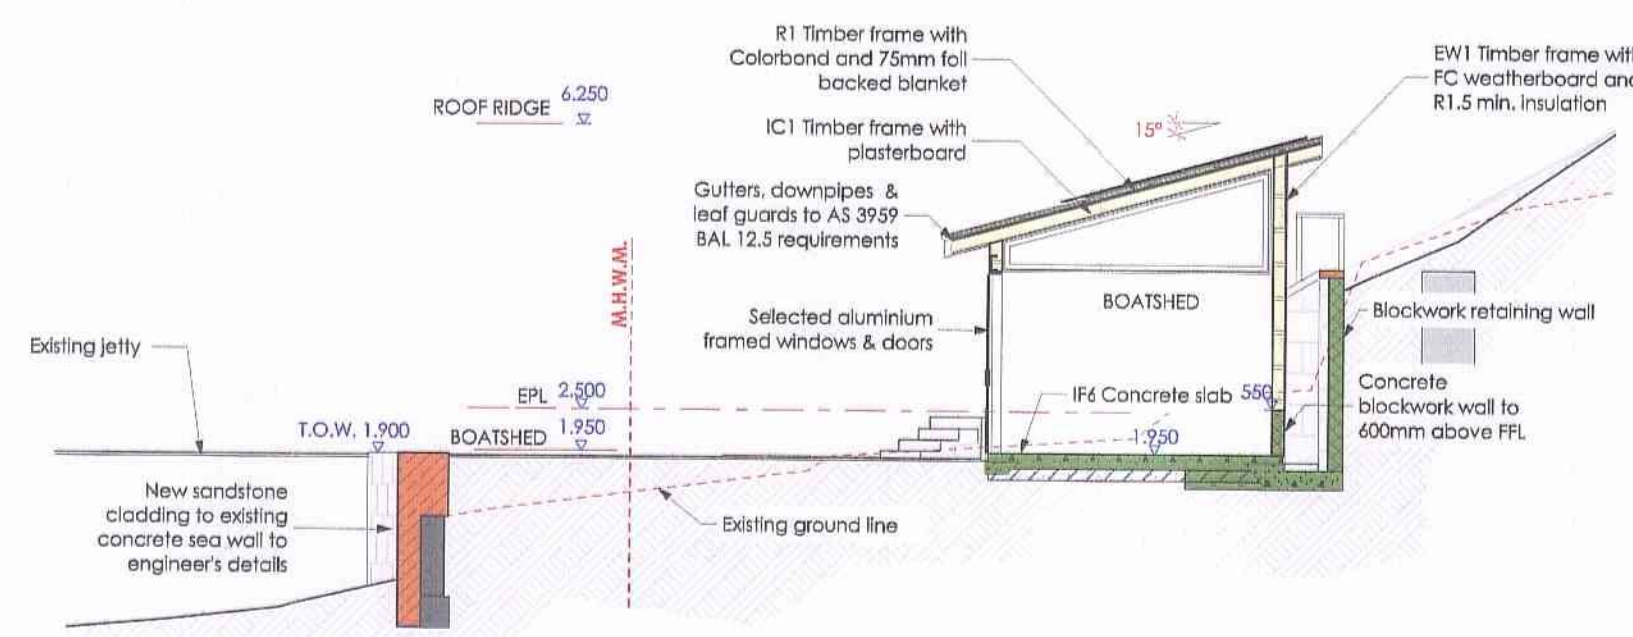 R1 Timber frame with
Colorbond and 75mm foil
backed blanket
EW1 Timber frame with
FC weatherboard and
R1.5 min. insulation
ROOF RIDGE 6.250
IC1 Timber frame with
plasterboard
15°
Gutters, downpipes &
leaf guards to AS 3959
BAL 12.5 requirements
M.H.W.M.
BOATSHED
Selected aluminium
framed windows & doors
Blockwork retaining wall
Existing jetty
EPL 2.500
IF6 Concrete slab 550
Concrete
blockwork wall to
600mm above FFL
T.O.W. 1.900
BOATSHED 1.950
1.950
New sandstone
cladding to existing
concrete sea wall to
engineer's details
Existing ground line